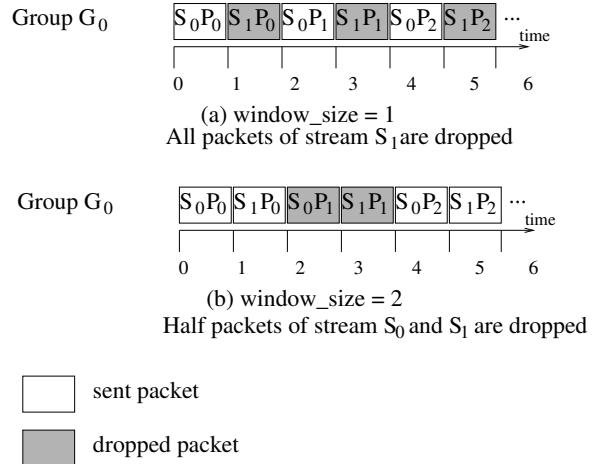 Group G0 S0P0 S1P0 S0P1 S1P1 S0P2 S1P2 ...
time
0 1 2 3 4 5 6
(a) window_size = 1
All packets of stream S1 are dropped
Group G0 S0P0 S1P0 S0P1 S1P1 S0P2 S1P2 ...
time
0 1 2 3 4 5 6
(b) window_size = 2
Half packets of stream S0 and S1 are dropped
sent packet
dropped packet